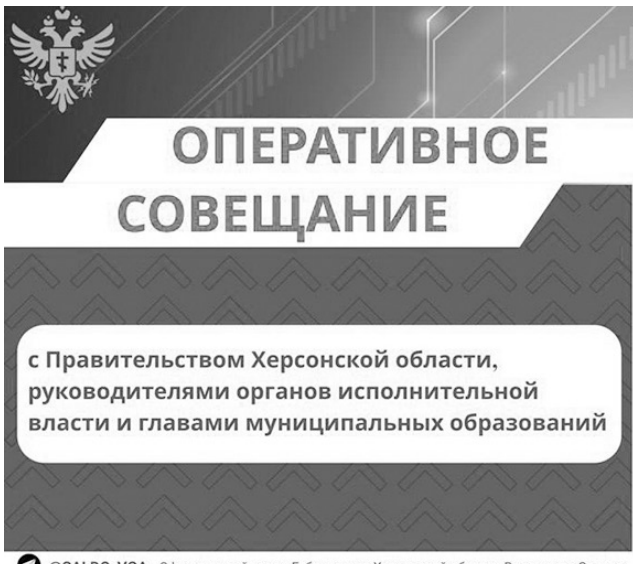 ОПЕРАТИВНОЕ
СОВЕЩАНИЕ
с Правительством Херсонской области,
руководителями органов исполнительной
власти и главами муниципальных образований